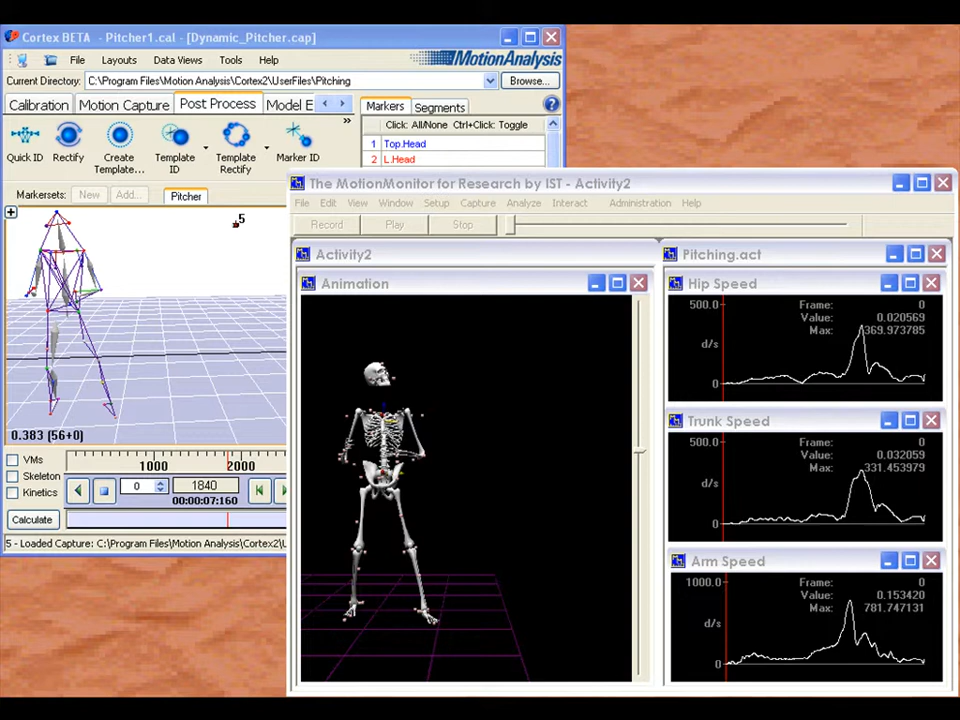 Cortex BETA - Pitcher1.cal - [Dynamic_Pitcher.cap]
File Layouts Data Views Tools Help
MotionAnalysis
Current Directory: C:\Program Files\Motion Analysis\Cortex2\UserFiles\Pitching Browse...
Calibration Motion Capture Post Process Model E
Markers Segments
Click: All/None Ctrl+Click: Toggle
1 Top.Head
2 L.Head
Quick ID Rectify Create Template... Template ID Template Rectify Marker ID
Markersets: New Add... Pitcher
5
0.383 (56+0)
VMs
Skeleton
Kinetics
1000 2000
0 1840
00:00:07:160
Calculate
5 - Loaded Capture: C:\Program Files\Motion Analysis\Cortex2\U
The MotionMonitor for Research by IST - Activity2
File Edit View Window Setup Capture Analyze Interact Administration Help
Record Play Stop
Activity2
Animation
Pitching.act
Hip Speed
500.0 Frame: 0
Value: 0.020569
Max: 369.973785
d/s
0
Trunk Speed
500.0 Frame: 0
Value: 0.032059
Max: 331.453979
d/s
0
Arm Speed
1000.0 Frame: 0
Value: 0.153420
Max: 781.747131
d/s
0